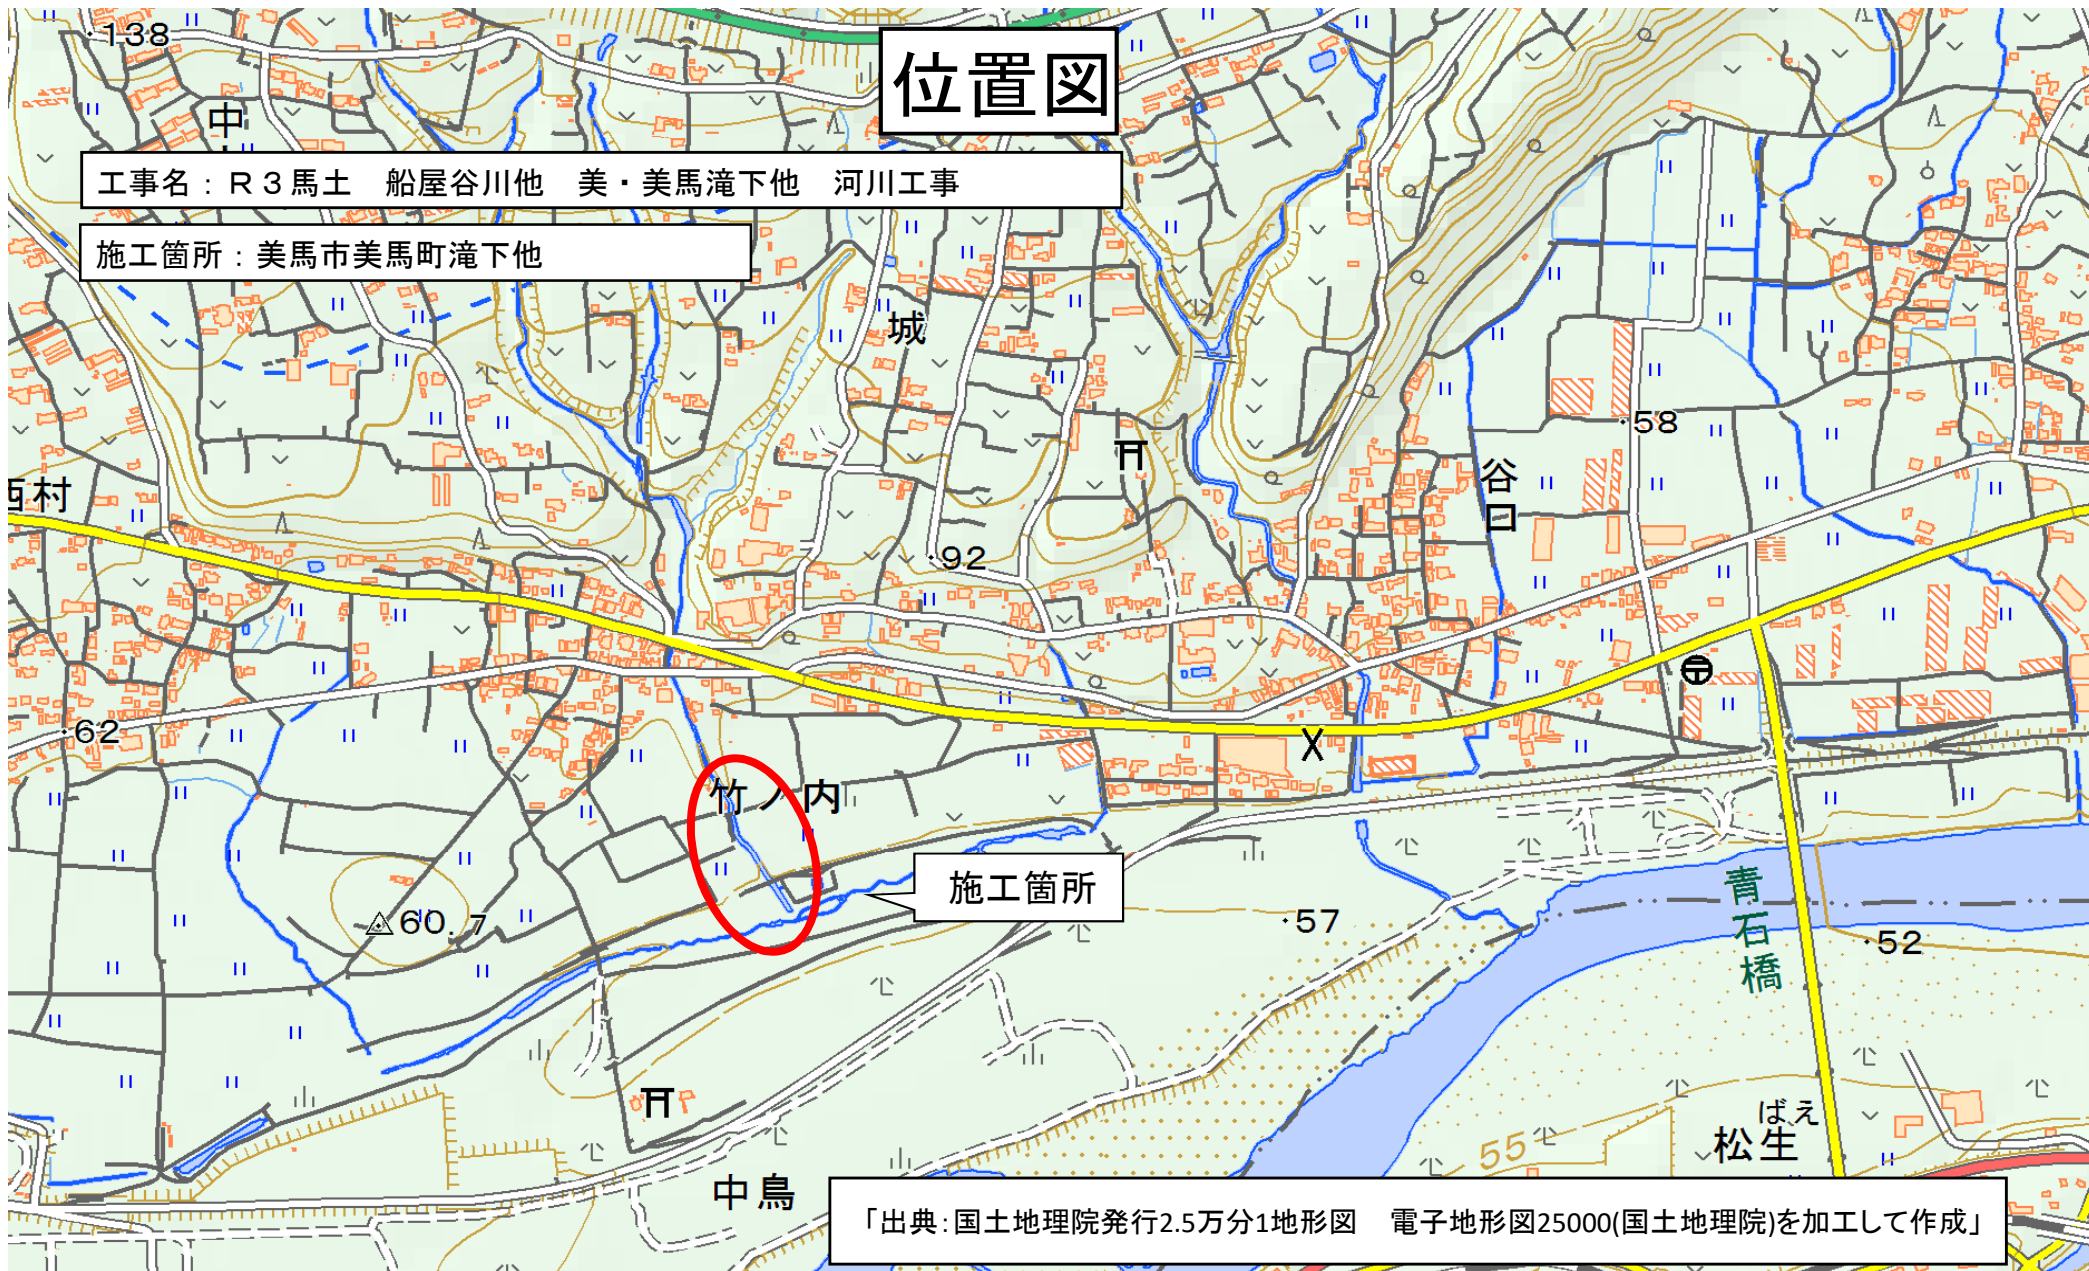 138
位置図
中
工事名：Ｒ３馬土　船屋谷川他　美・美馬滝下他　河川工事
施工箇所：美馬市美馬町滝下他
城
58
西村
谷口
92
62
竹ノ内
施工箇所
青石橋
60.7
57
52
ばえ
松生
55
中鳥
「出典：国土地理院発行2.5万分1地形図　電子地形図25000(国土地理院)を加工して作成」